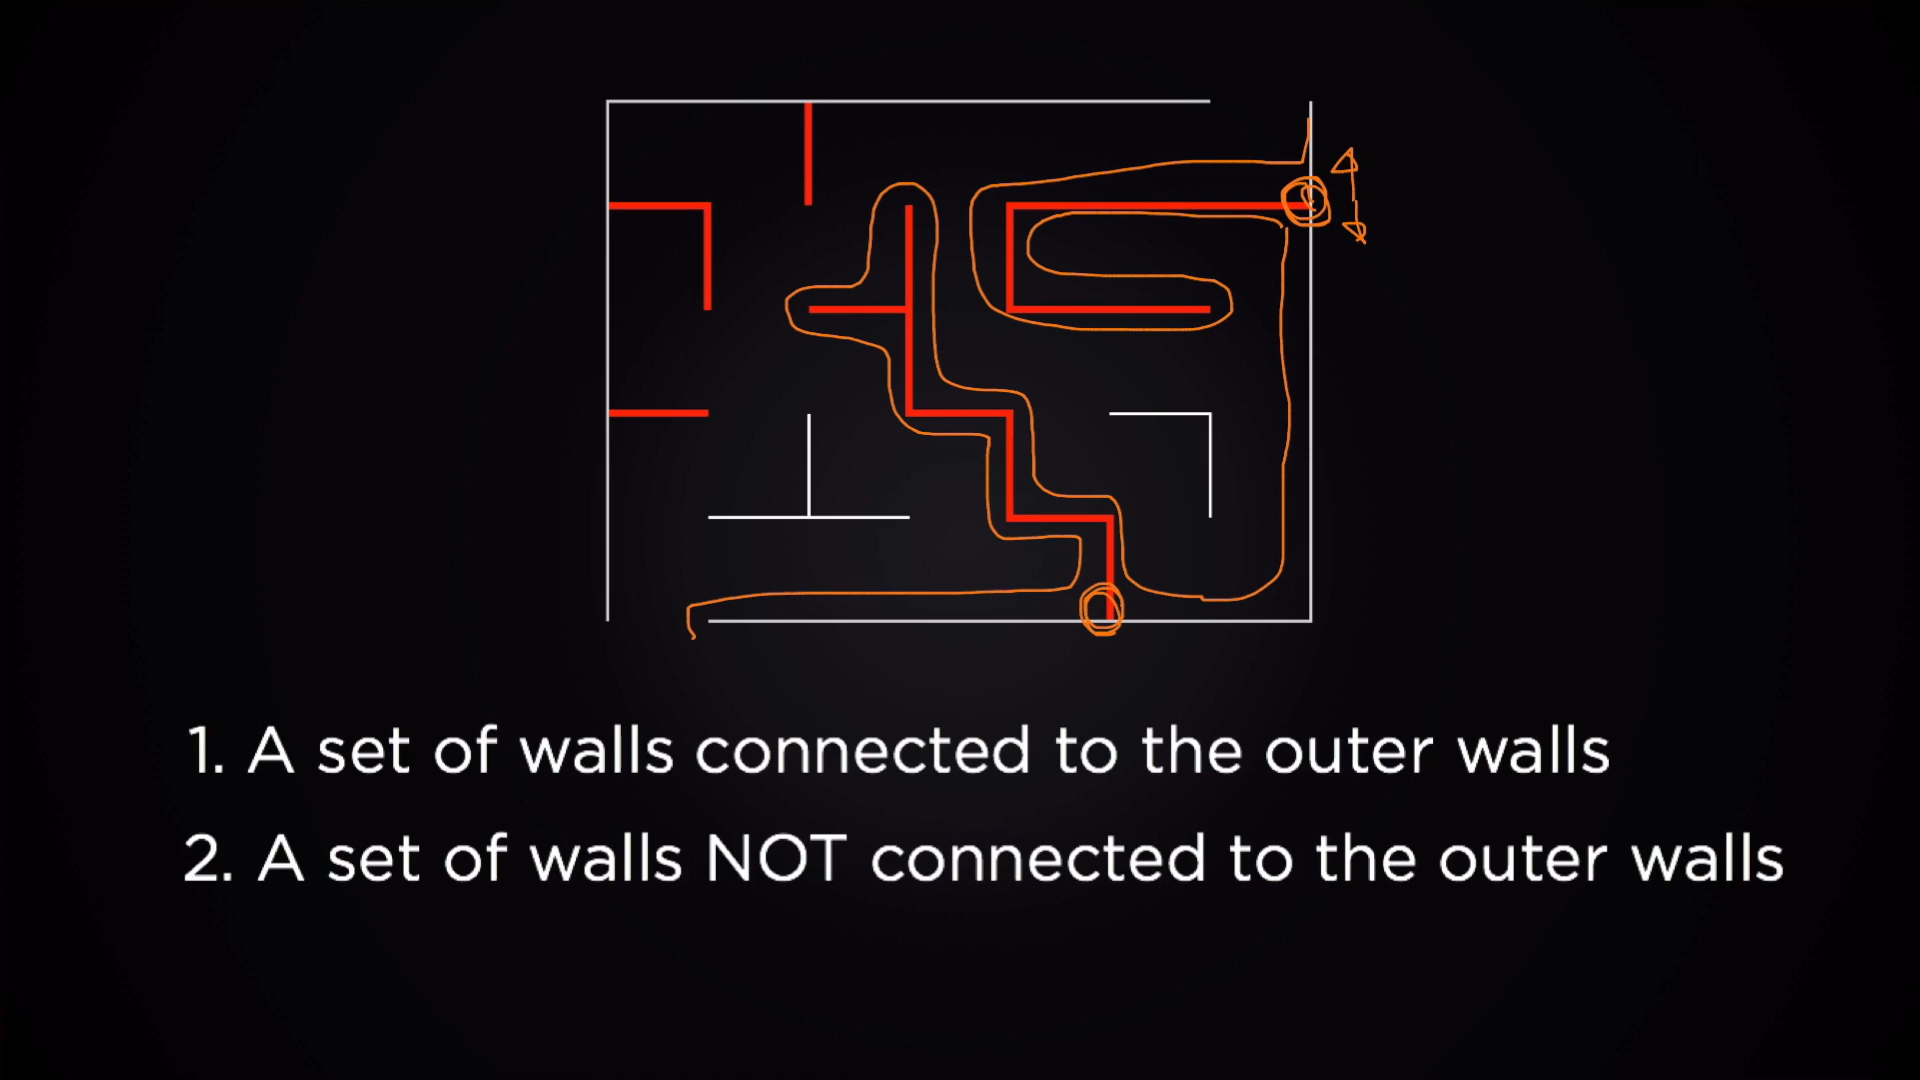 1. A set of walls connected to the outer walls
2. A set of walls NOT connected to the outer walls